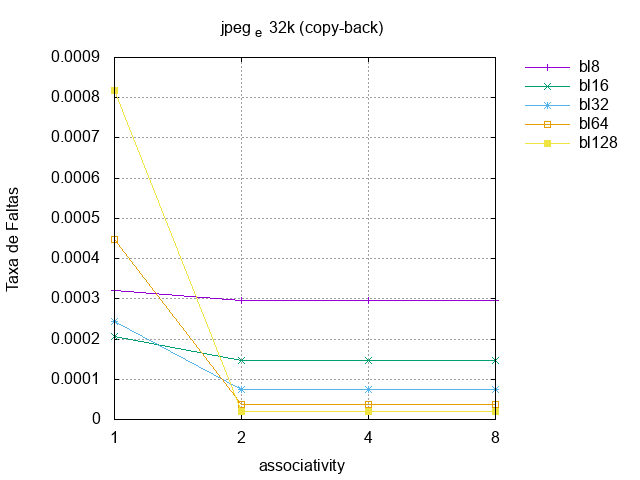 jpeg e 32k (copy-back)
0.0009
0.0008
0.0007
0.0006
0.0005
0.0004
0.0003
0.0002
0.0001
0
1 2 4 8
Taxa de Faltas
associativity
bl8
bl16
bl32
bl64
bl128